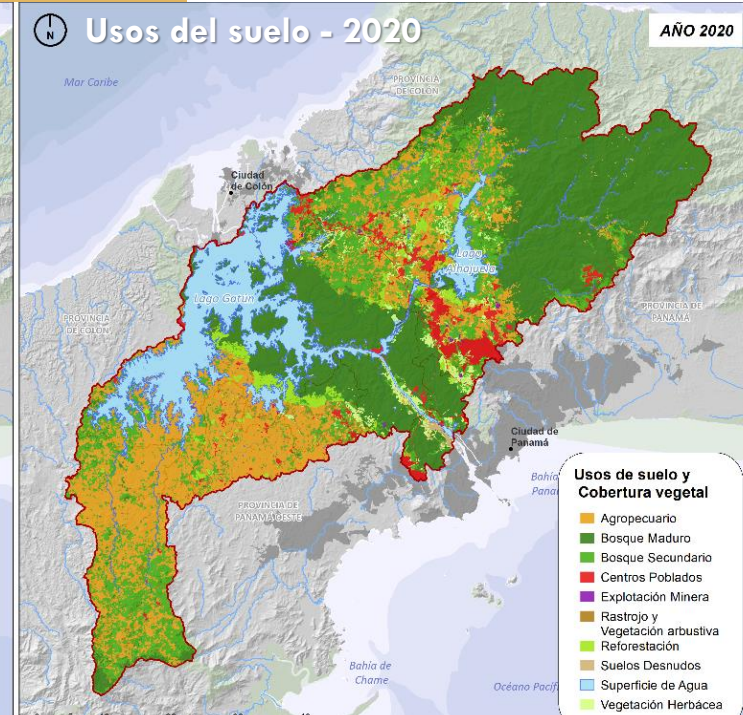 N
Usos del suelo - 2020
AÑO 2020
Mar Caribe
PROVINCIA
DE COLÓN
Ciudad
de Colón
Lago
Alhajuela
Lago Gatún
PROVINCIA
DE COLÓN
PROVINCIA DE
PANAMÁ
Ciudad de
Panamá
Bahía
PROVINCIA DE
PANAMÁ OESTE
Bahía de
Chame
Usos de suelo y
Cobertura vegetal
Agropecuario
Bosque Maduro
Bosque Secundario
Centros Poblados
Explotación Minera
Rastrojo y
Vegetación arbustiva
Reforestación
Suelos Desnudos
Superficie de Agua
Vegetación Herbácea
Océano